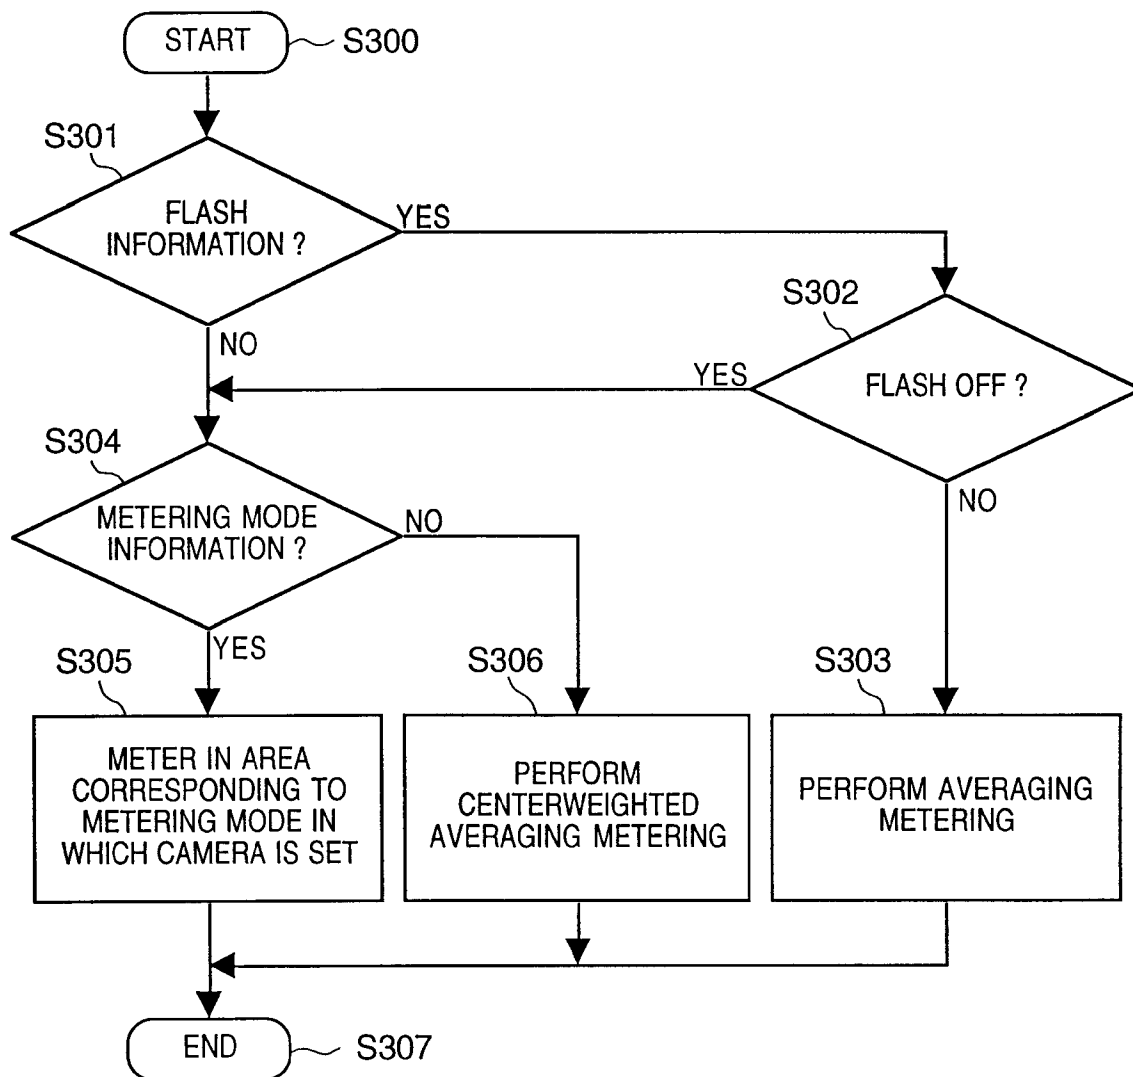 START
S300
S301
FLASH
INFORMATION ?
YES
S302
FLASH OFF ?
YES
NO
NO
S304
METERING MODE
INFORMATION ?
NO
YES
S305
METER IN AREA
CORRESPONDING TO
METERING MODE IN
WHICH CAMERA IS SET
S306
PERFORM
CENTERWEIGHTED
AVERAGING METERING
S303
PERFORM AVERAGING
METERING
END
S307